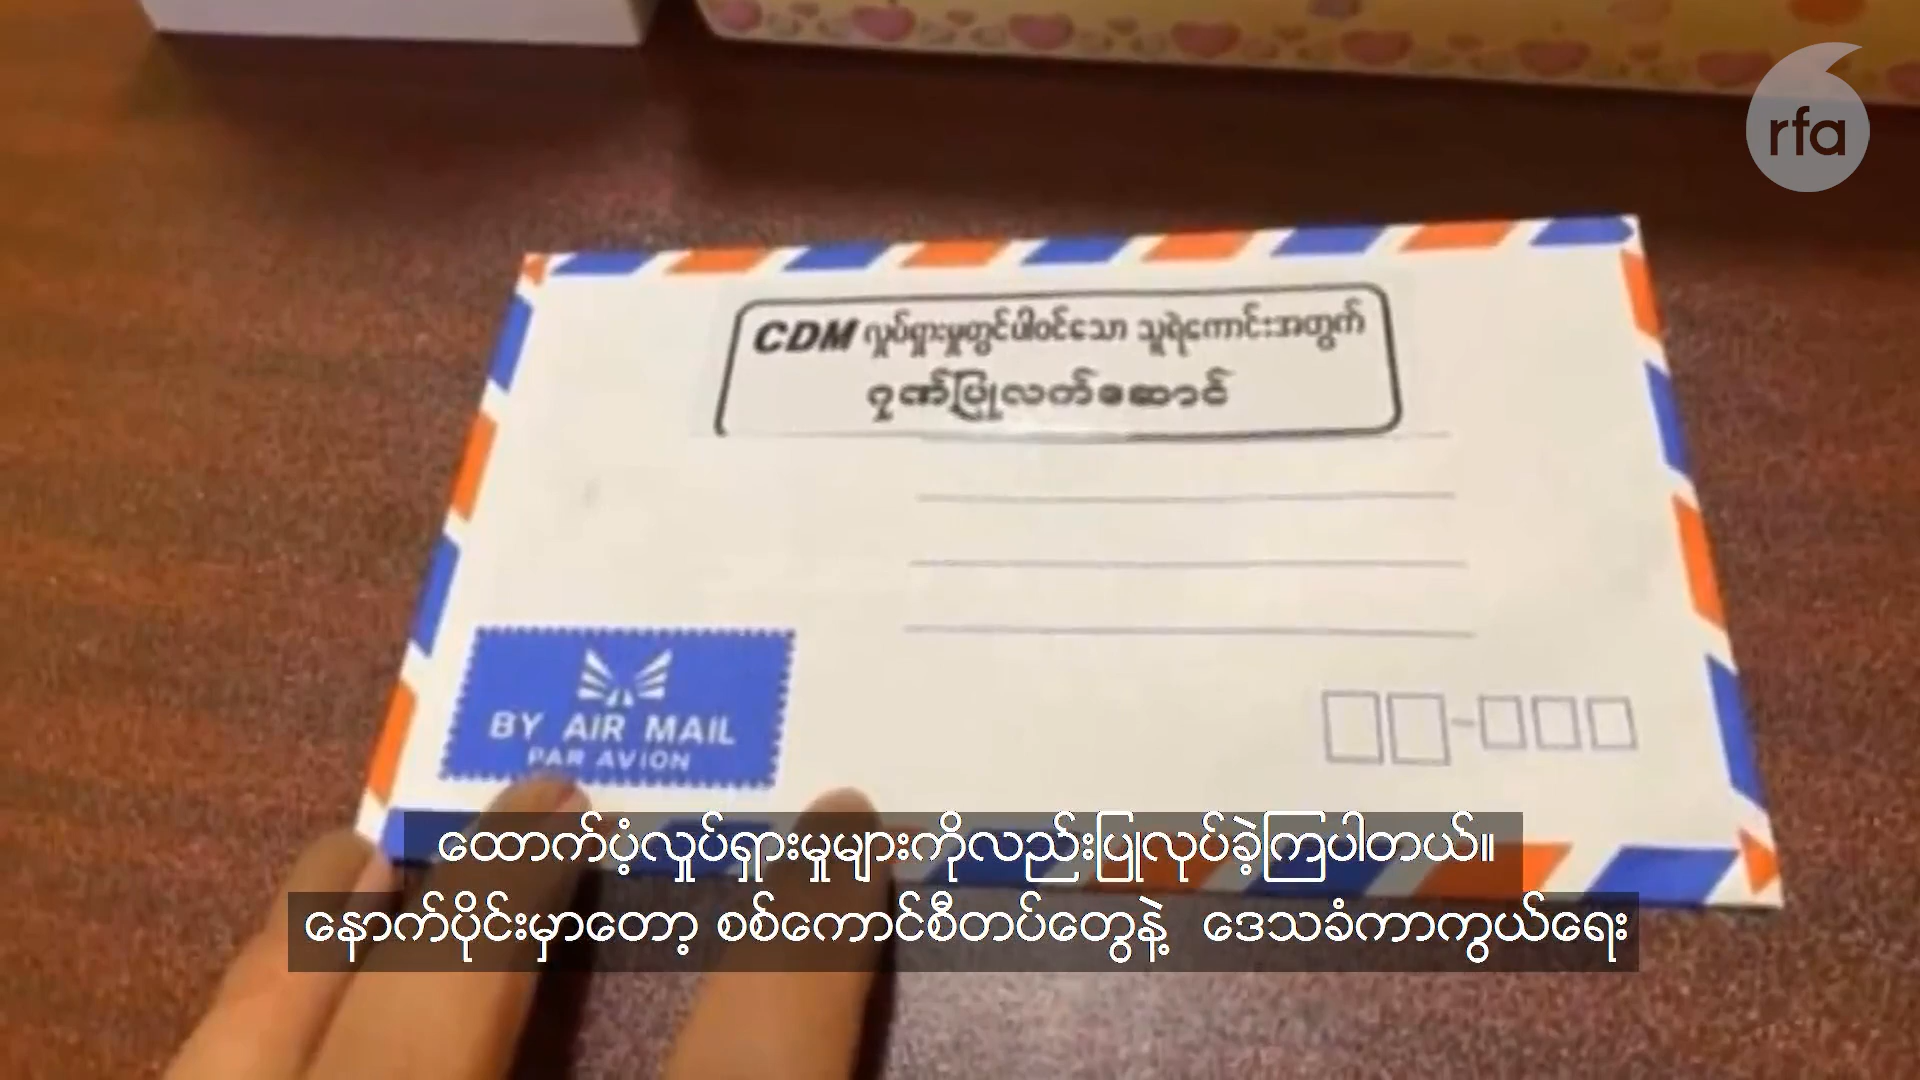 rfa
CDM လှုပ်ရှားမှုတွင်ပါဝင်သော သူရဲကောင်းအတွက်
ဂုဏ်ပြုလက်ဆောင်
BY AIR MAIL
PAR AVION
ထောက်ပံ့လှုပ်ရှားမှုများကိုလည်းပြုလုပ်ခဲ့ကြပါတယ်။
နောက်ပိုင်းမှာတော့ စစ်ကောင်စီတပ်တွေနဲ့ ဒေသခံကာကွယ်ရေး